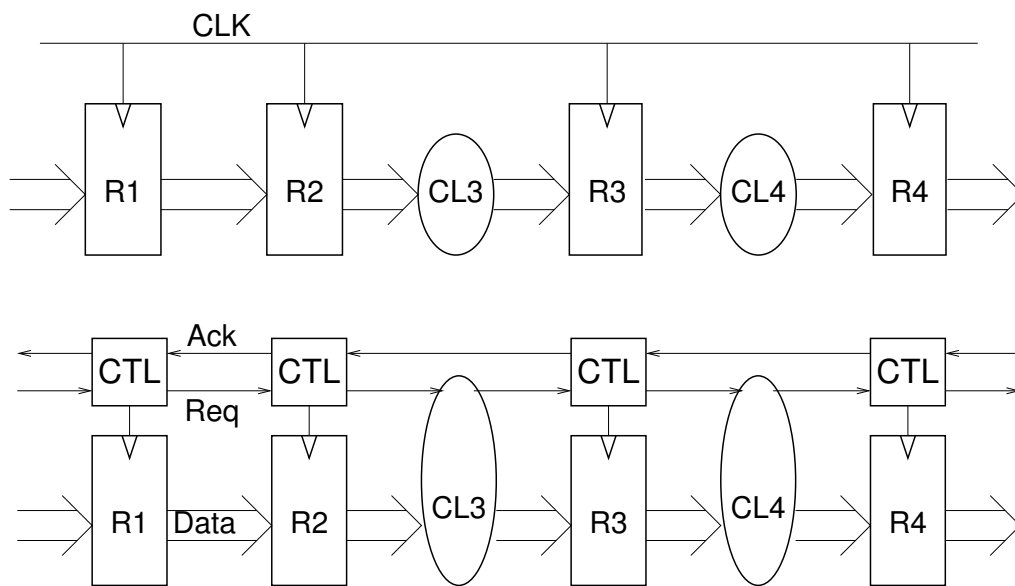 CLK
R1 R2 CL3 R3 CL4 R4
Ack
CTL CTL CTL CTL
Req
R1 Data R2 CL3 R3 CL4 R4